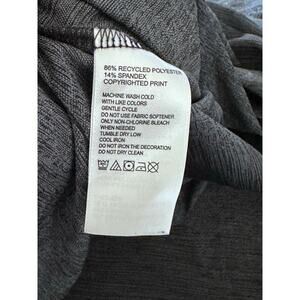 86% RECYCLED POLYESTER
14% SPANDEX
COPYRIGHTED PRINT
MACHINE WASH COLD
WITH LIKE COLORS
GENTLE CYCLE
DO NOT USE FABRIC SOFTENER
ONLY NON-CHLORINE BLEACH
WHEN NEEDED
TUMBLE DRY LOW
COOL IRON
DO NOT IRON THE DECORATION
DO NOT DRY CLEAN